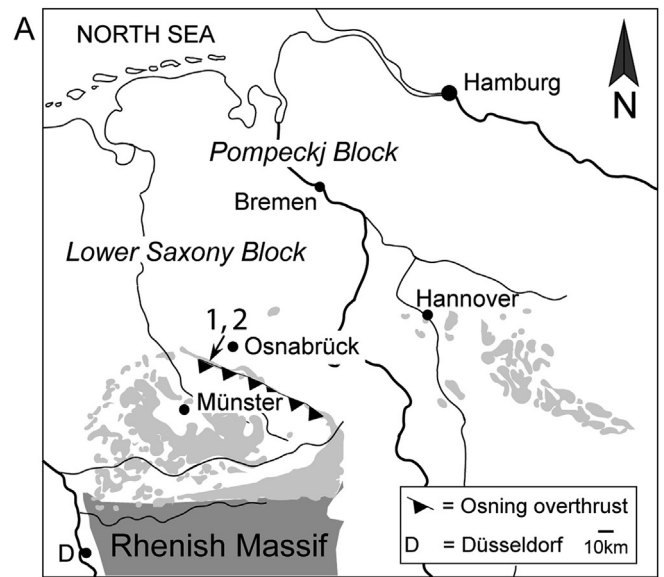 A
NORTH SEA
Hamburg
N
Pompeckj Block
Bremen
Lower Saxony Block
Hannover
1, 2
Osnabrück
Münster
= Osning overthrust
D = Düsseldorf
10km
Rhenish Massif
D